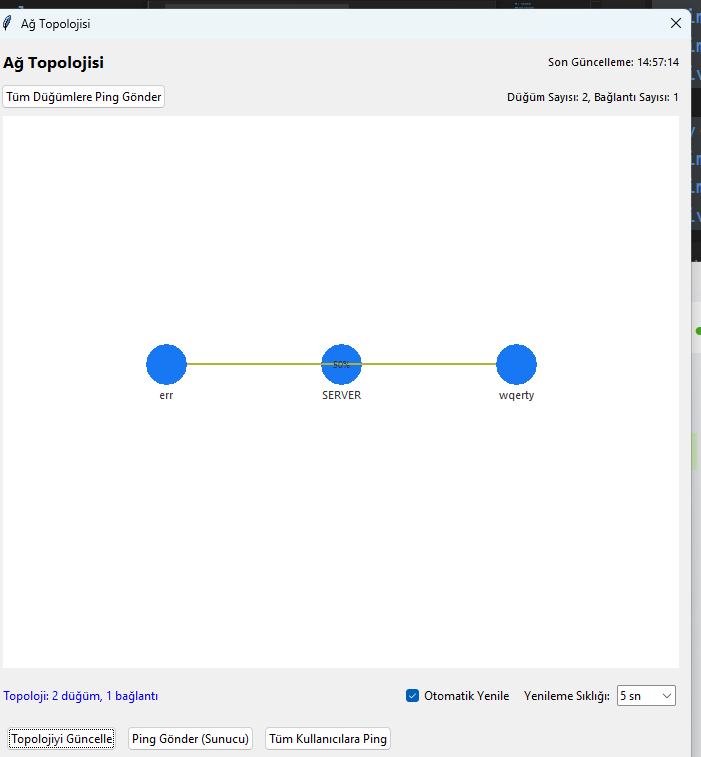 Ağ Topolojisi
Ağ Topolojisi
Son Güncelleme: 14:57:14
Tüm Düğümlere Ping Gönder
Düğüm Sayısı: 2, Bağlantı Sayısı: 1
50%
err
SERVER
wqerty
Topoloji: 2 düğüm, 1 bağlantı
Otomatik Yenile
Yenileme Sıklığı:
5 sn
Topolojiyi Güncelle
Ping Gönder (Sunucu)
Tüm Kullanıcılara Ping